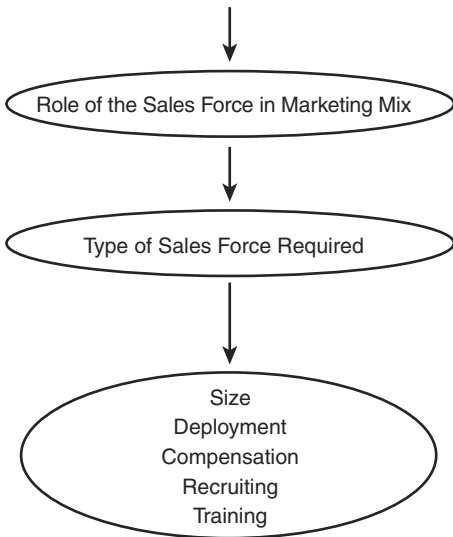 Role of the Sales Force in Marketing Mix
Type of Sales Force Required
Size
Deployment
Compensation
Recruiting
Training